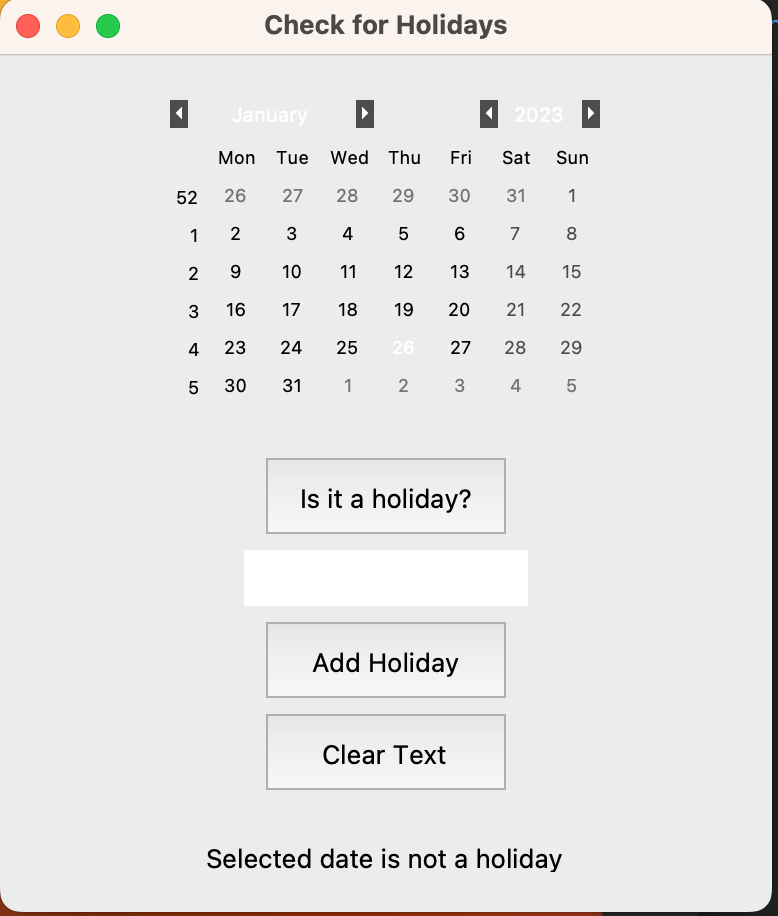 Check for Holidays
January 2023
Mon Tue Wed Thu Fri Sat Sun
52 26 27 28 29 30 31 1
1 2 3 4 5 6 7 8
2 9 10 11 12 13 14 15
3 16 17 18 19 20 21 22
4 23 24 25 26 27 28 29
5 30 31 1 2 3 4 5
Is it a holiday?
Add Holiday
Clear Text
Selected date is not a holiday